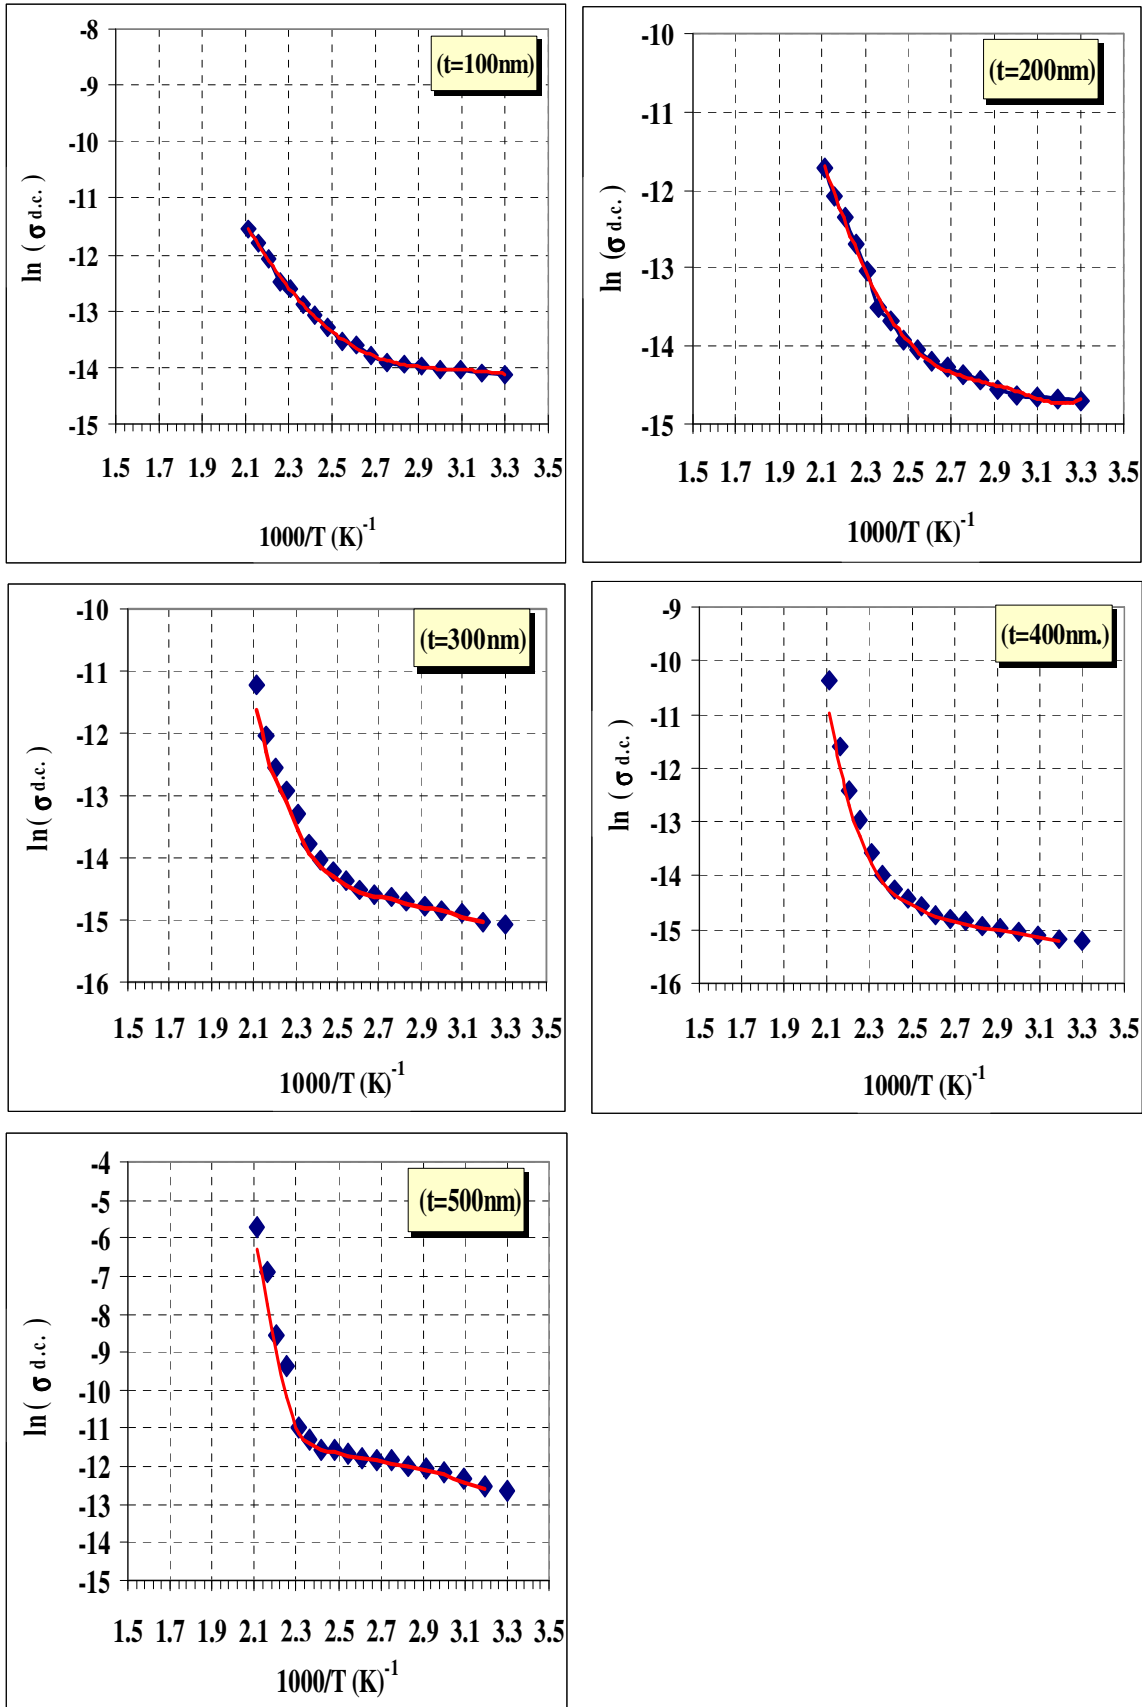 (t=100nm)
-8
-9
-10
-11
-12
-13
-14
-15
ln ( σ d.c. )
1.5 1.7 1.9 2.1 2.3 2.5 2.7 2.9 3.1 3.3 3.5
1000/T (K)-1
(t=200nm)
-10
-11
-12
-13
-14
-15
ln (σ d.c. )
1.5 1.7 1.9 2.1 2.3 2.5 2.7 2.9 3.1 3.3 3.5
1000/T (K)-1
(t=300nm)
-10
-11
-12
-13
-14
-15
-16
ln( σ d.c. )
1.5 1.7 1.9 2.1 2.3 2.5 2.7 2.9 3.1 3.3 3.5
1000/T (K)-1
(t=400nm.)
-9
-10
-11
-12
-13
-14
-15
-16
ln ( σ d.c. )
1.5 1.7 1.9 2.1 2.3 2.5 2.7 2.9 3.1 3.3 3.5
1000/T (K)-1
(t=500nm)
-4
-5
-6
-7
-8
-9
-10
-11
-12
-13
-14
-15
ln( σ d.c. )
1.5 1.7 1.9 2.1 2.3 2.5 2.7 2.9 3.1 3.3 3.5
1000/T (K)-1